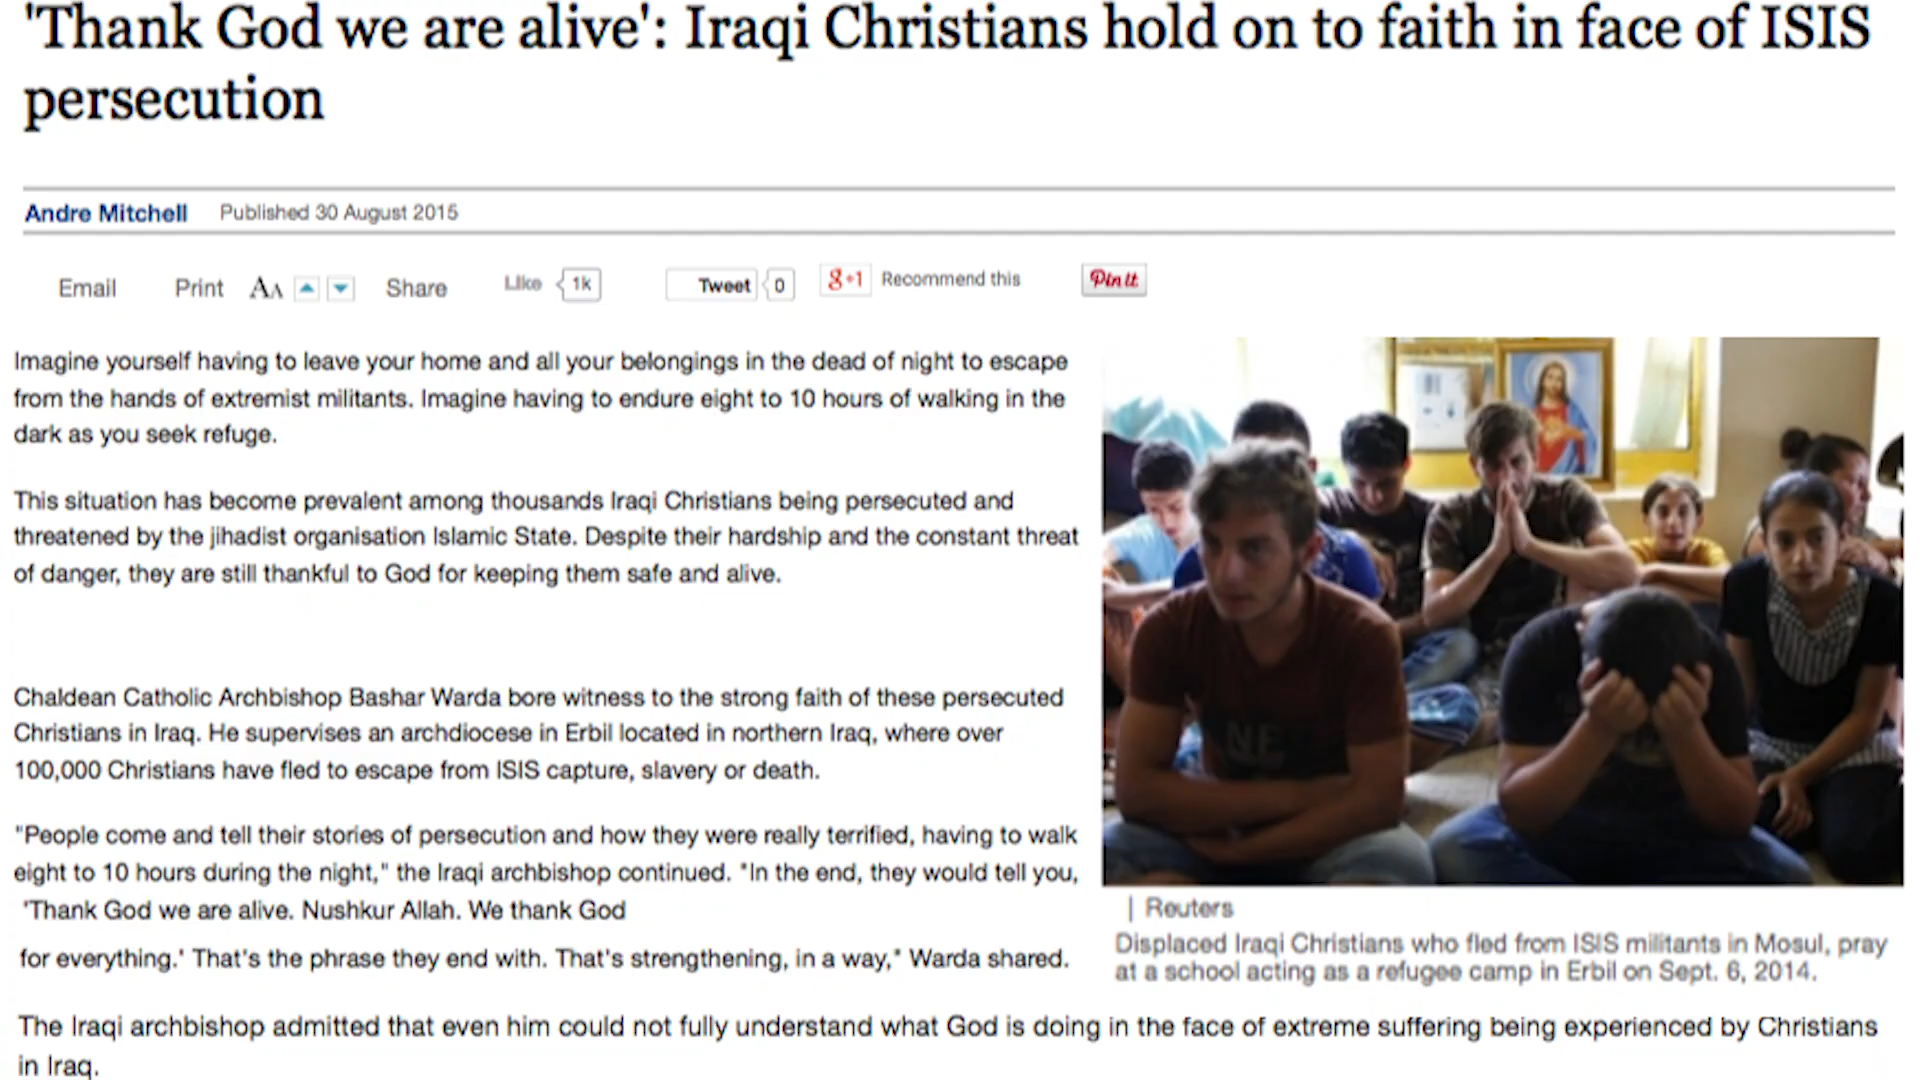 'Thank God we are alive': Iraqi Christians hold on to faith in face of ISIS
persecution
Andre Mitchell Published 30 August 2015
Email Print AA Share Like 1k Tweet 0 g+1 Recommend this Pin it
Imagine yourself having to leave your home and all your belongings in the dead of night to escape
from the hands of extremist militants. Imagine having to endure eight to 10 hours of walking in the
dark as you seek refuge.
This situation has become prevalent among thousands Iraqi Christians being persecuted and
threatened by the jihadist organisation Islamic State. Despite their hardship and the constant threat
of danger, they are still thankful to God for keeping them safe and alive.
Chaldean Catholic Archbishop Bashar Warda bore witness to the strong faith of these persecuted
Christians in Iraq. He supervises an archdiocese in Erbil located in northern Iraq, where over
100,000 Christians have fled to escape from ISIS capture, slavery or death.
"People come and tell their stories of persecution and how they were really terrified, having to walk
eight to 10 hours during the night," the Iraqi archbishop continued. "In the end, they would tell you,
'Thank God we are alive. Nushkur Allah. We thank God
for everything.' That's the phrase they end with. That's strengthening, in a way," Warda shared.
NE
| Reuters
Displaced Iraqi Christians who fled from ISIS militants in Mosul, pray
at a school acting as a refugee camp in Erbil on Sept. 6, 2014.
The Iraqi archbishop admitted that even him could not fully understand what God is doing in the face of extreme suffering being experienced by Christians
in Iraq.